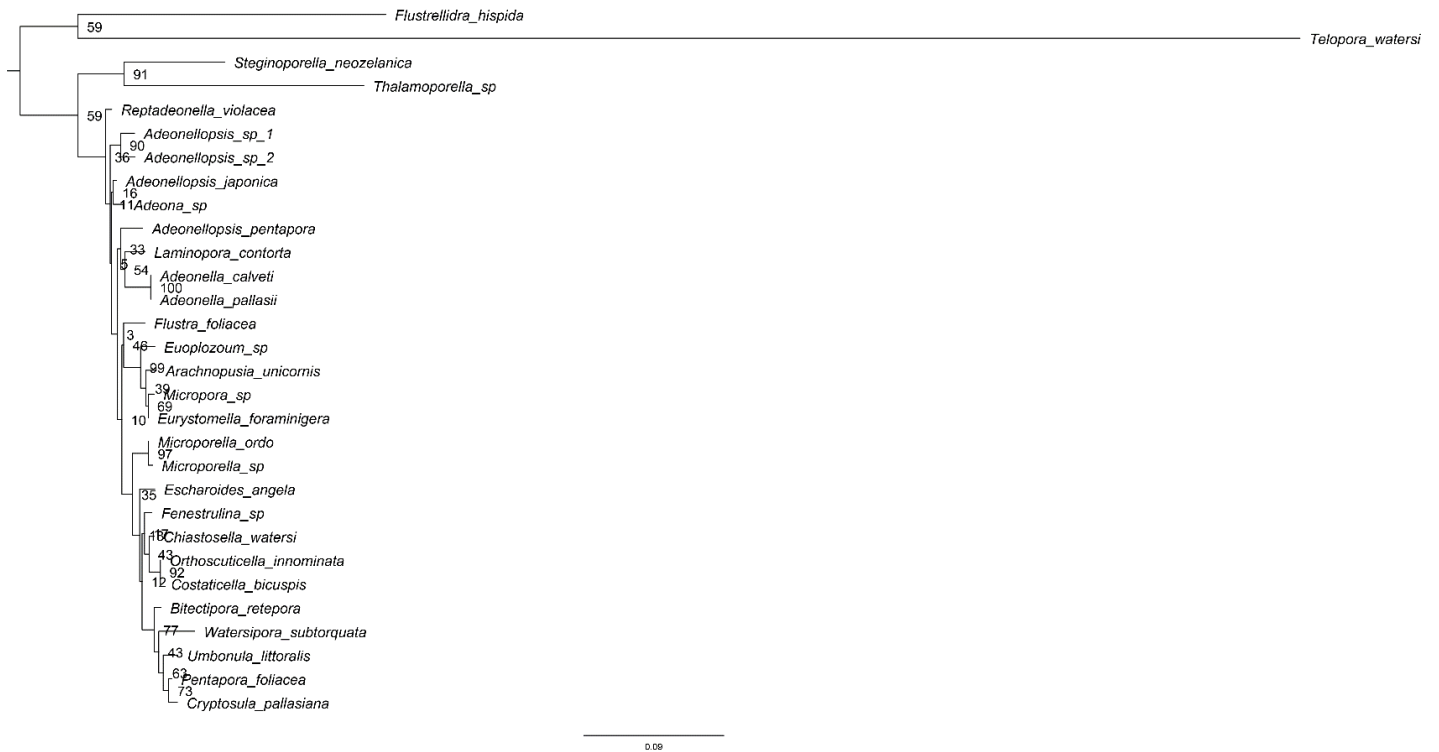 Flustrellidra_hispida
59
Telopora_watersi
Steginoporella_neozelanica
91
Thalamoporella_sp
Reptadeonella_violacea
59
Adeonellopsis_sp_1
90
36
Adeonellopsis_sp_2
Adeonellopsis_japonica
16
11
Adeona_sp
Adeonellopsis_pentapora
33
Laminopora_contorta
5
54
Adeonella_calveti
100
Adeonella_pallasii
Flustra_foliacea
3
46
Euoplozoum_sp
99
Arachnopusia_unicornis
39
Micropora_sp
69
10
Eurystomella_foraminigera
Microporella_ordo
97
Microporella_sp
Escharoides_angela
35
Fenestrulina_sp
17
18
Chiastosella_watersi
43
Orthoscuticella_innominata
92
12
Costaticella_bicuspis
Bitectipora_retepora
77
Watersipora_subtorquata
43
Umbonula_littoralis
63
Pentapora_foliacea
73
Cryptosula_pallasiana
0.09